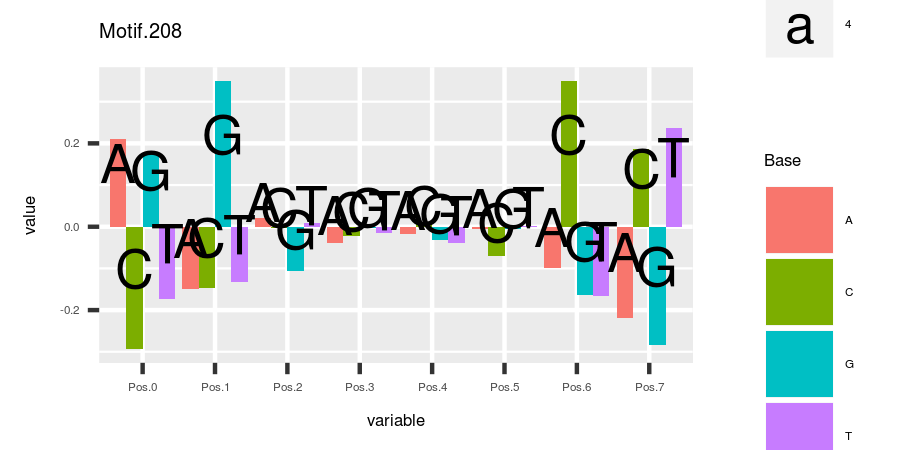 Motif.208
a 4
value
0.2
0.0
-0.2
A C G T A C G T A C G T A C G T A C G T A C G T A C G T A C G T
Pos.0 Pos.1 Pos.2 Pos.3 Pos.4 Pos.5 Pos.6 Pos.7
variable
Base
A
C
G
T